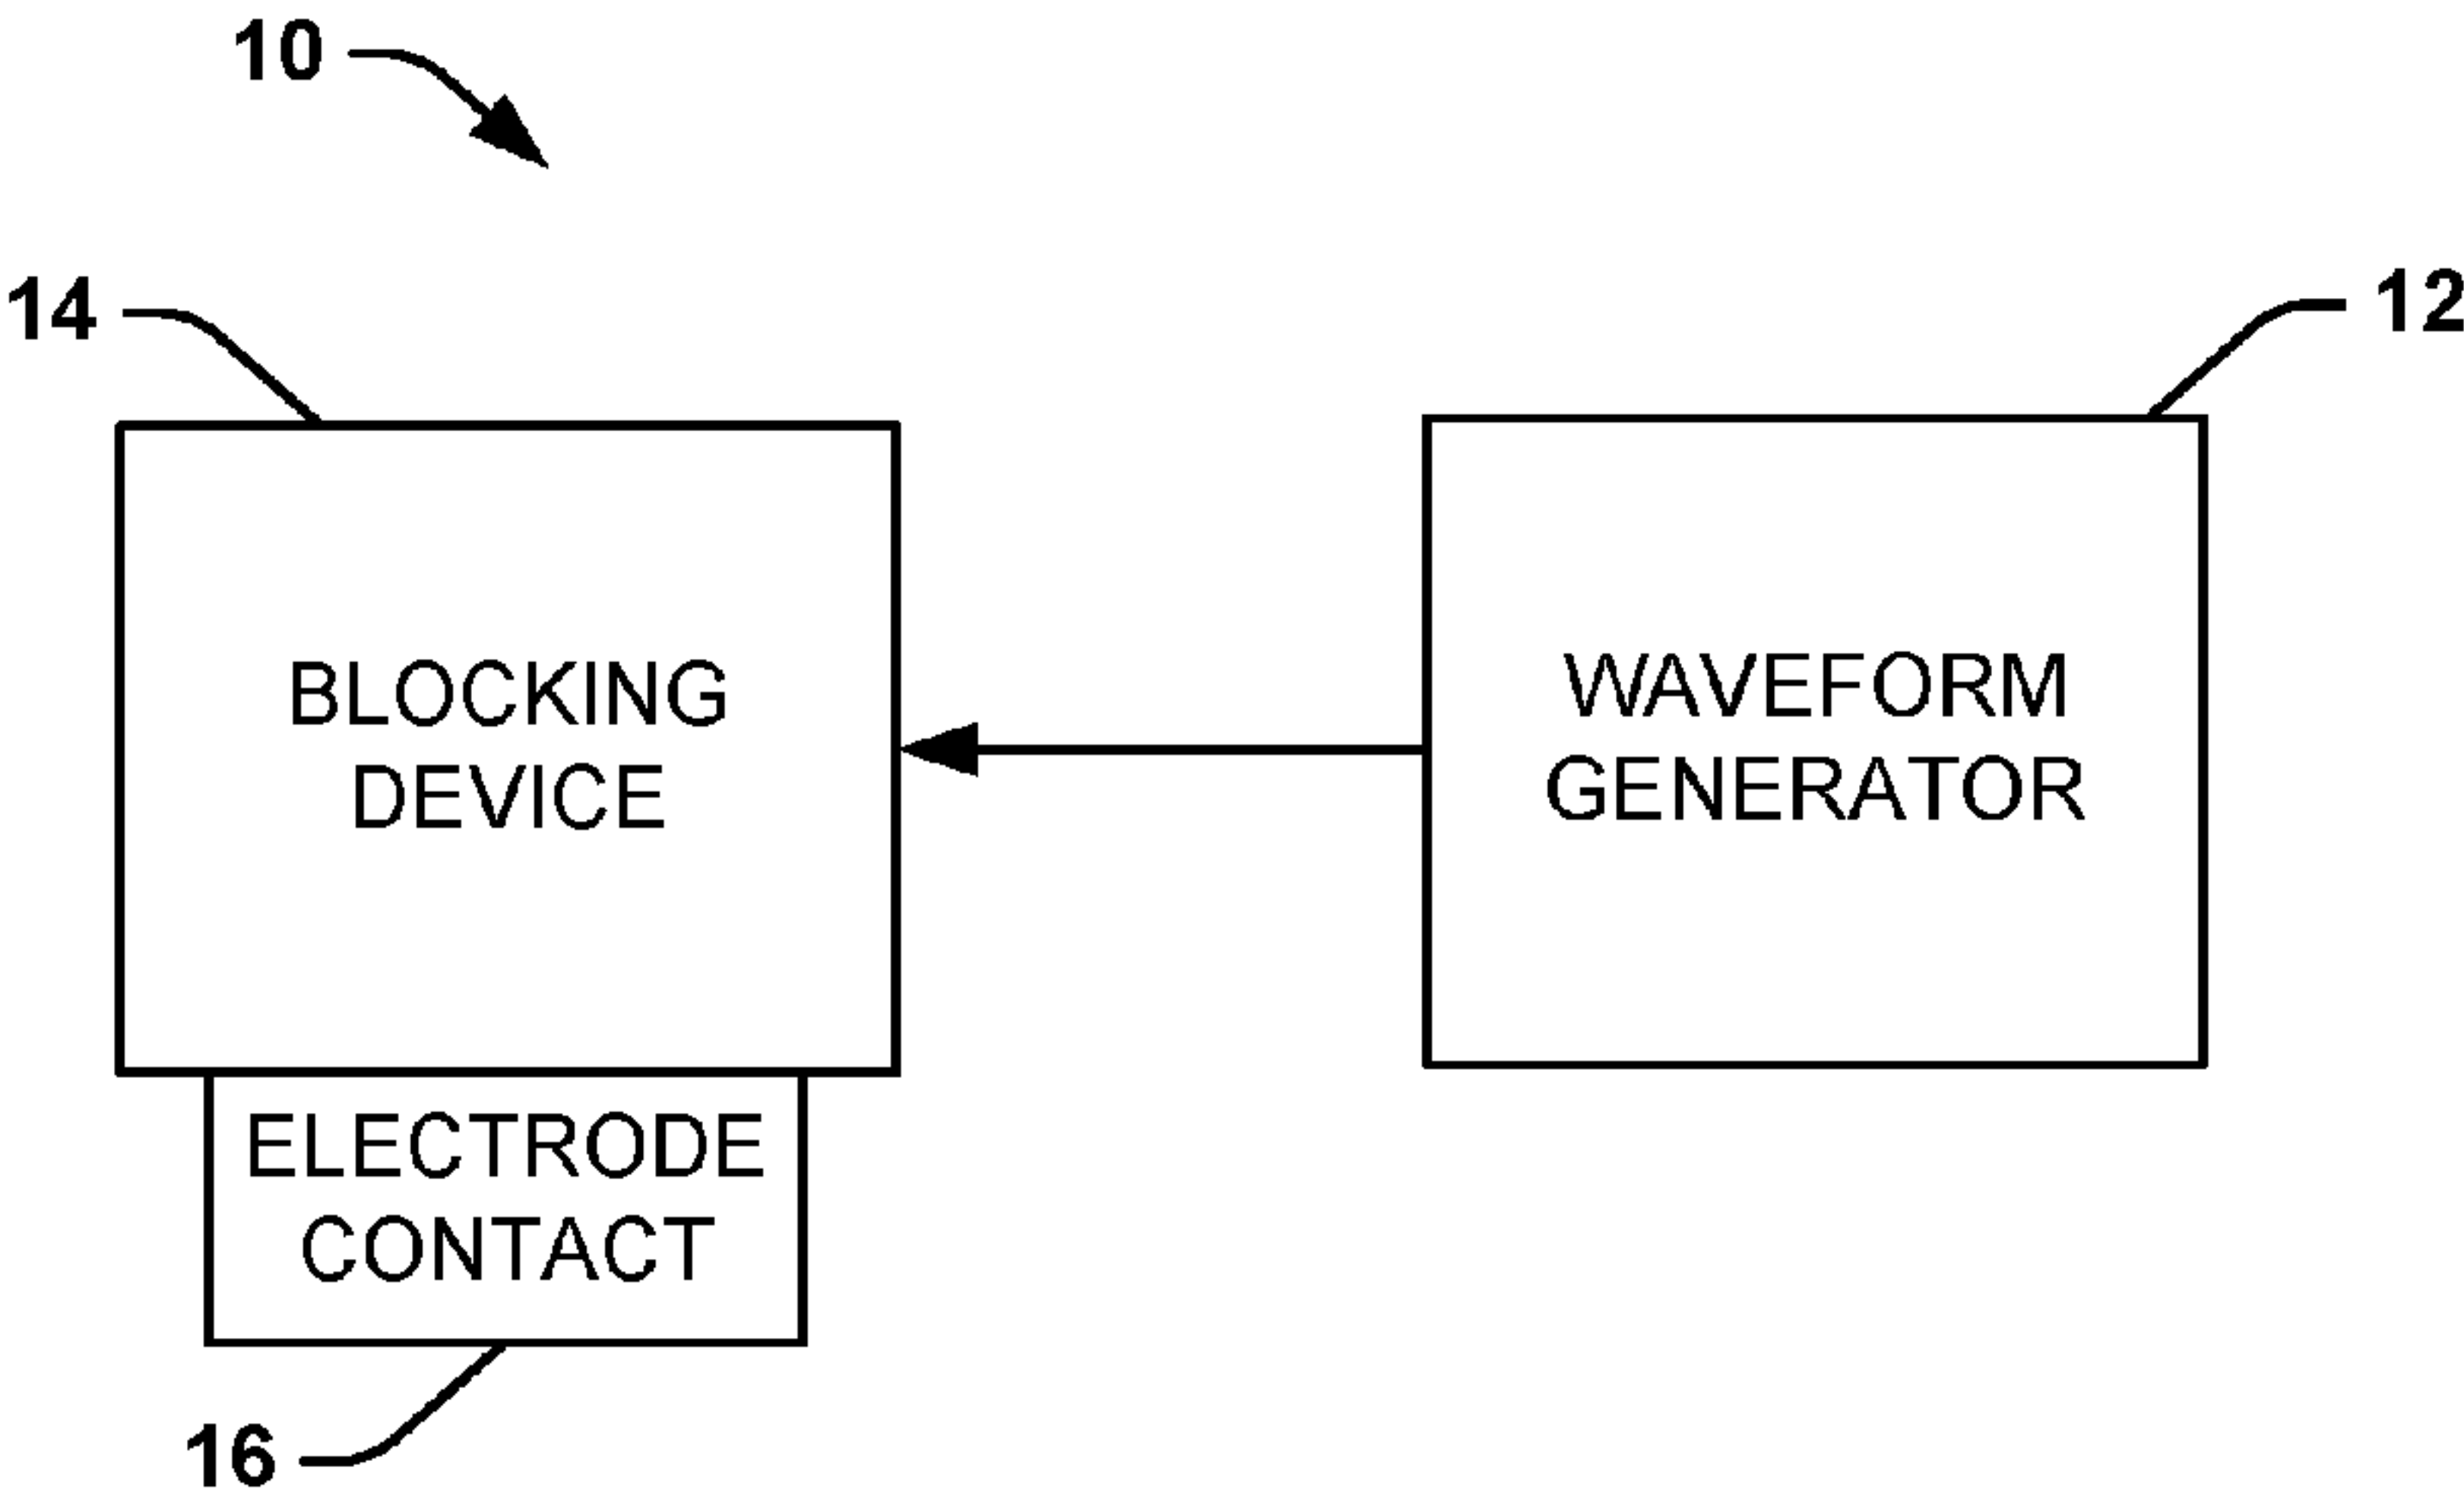 10
14
12
BLOCKING
DEVICE
WAVEFORM
GENERATOR
ELECTRODE
CONTACT
16